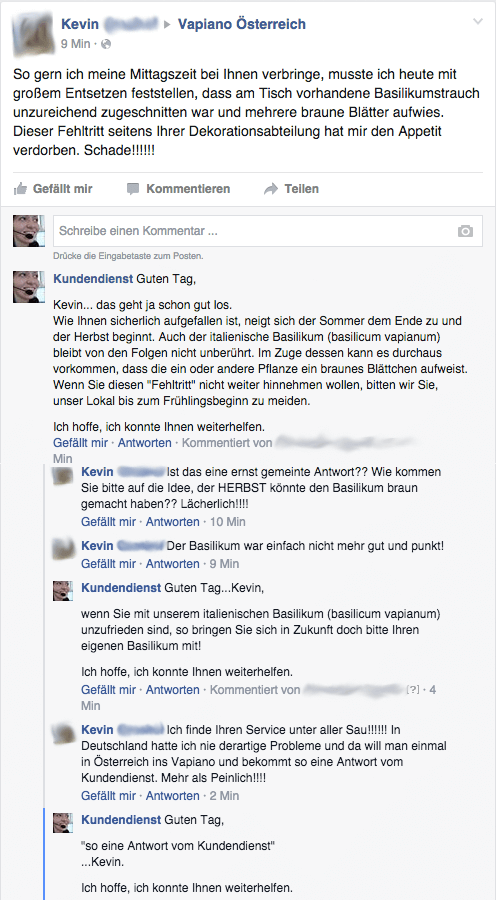 Kevin Vapiano Österreich
9 Min ·
So gern ich meine Mittagszeit bei Ihnen verbringe, musste ich heute mit
großem Entsetzen feststellen, dass am Tisch vorhandene Basilikumstrauch
unzureichend zugeschnitten war und mehrere braune Blätter aufwies.
Dieser Fehltritt seitens Ihrer Dekorationsabteilung hat mir den Appetit
verdorben. Schade!!!!!!
Gefällt mir Kommentieren Teilen
Schreibe einen Kommentar ...
Drücke die Eingabetaste zum Posten.
Kundendienst Guten Tag,
Kevin... das geht ja schon gut los.
Wie Ihnen sicherlich aufgefallen ist, neigt sich der Sommer dem Ende zu und
der Herbst beginnt. Auch der italienische Basilikum (basilicum vapianum)
bleibt von den Folgen nicht unberührt. Im Zuge dessen kann es durchaus
vorkommen, dass die ein oder andere Pflanze ein braunes Blättchen aufweist.
Wenn Sie diesen "Fehltritt" nicht weiter hinnehmen wollen, bitten wir Sie,
unser Lokal bis zum Frühlingsbeginn zu meiden.
Ich hoffe, ich konnte Ihnen weiterhelfen.
Gefällt mir · Antworten · Kommentiert von
Min
Kevin Ist das eine ernst gemeinte Antwort?? Wie kommen
Sie bitte auf die Idee, der HERBST könnte den Basilikum braun
gemacht haben?? Lächerlich!!!!
Gefällt mir · Antworten · 10 Min
Kevin Der Basilikum war einfach nicht mehr gut und punkt!
Gefällt mir · Antworten · 9 Min
Kundendienst Guten Tag...Kevin,
wenn Sie mit unserem italienischen Basilikum (basilicum vapianum)
unzufrieden sind, so bringen Sie sich in Zukunft doch bitte Ihren
eigenen Basilikum mit!
Ich hoffe, ich konnte Ihnen weiterhelfen.
Gefällt mir · Antworten · Kommentiert von [?] · 4
Min
Kevin Ich finde Ihren Service unter aller Sau!!!!!! In
Deutschland hatte ich nie derartige Probleme und da will man einmal
in Österreich ins Vapiano und bekommt so eine Antwort vom
Kundendienst. Mehr als Peinlich!!!!
Gefällt mir · Antworten · 2 Min
Kundendienst Guten Tag,
"so eine Antwort vom Kundendienst"
...Kevin.
Ich hoffe, ich konnte Ihnen weiterhelfen.